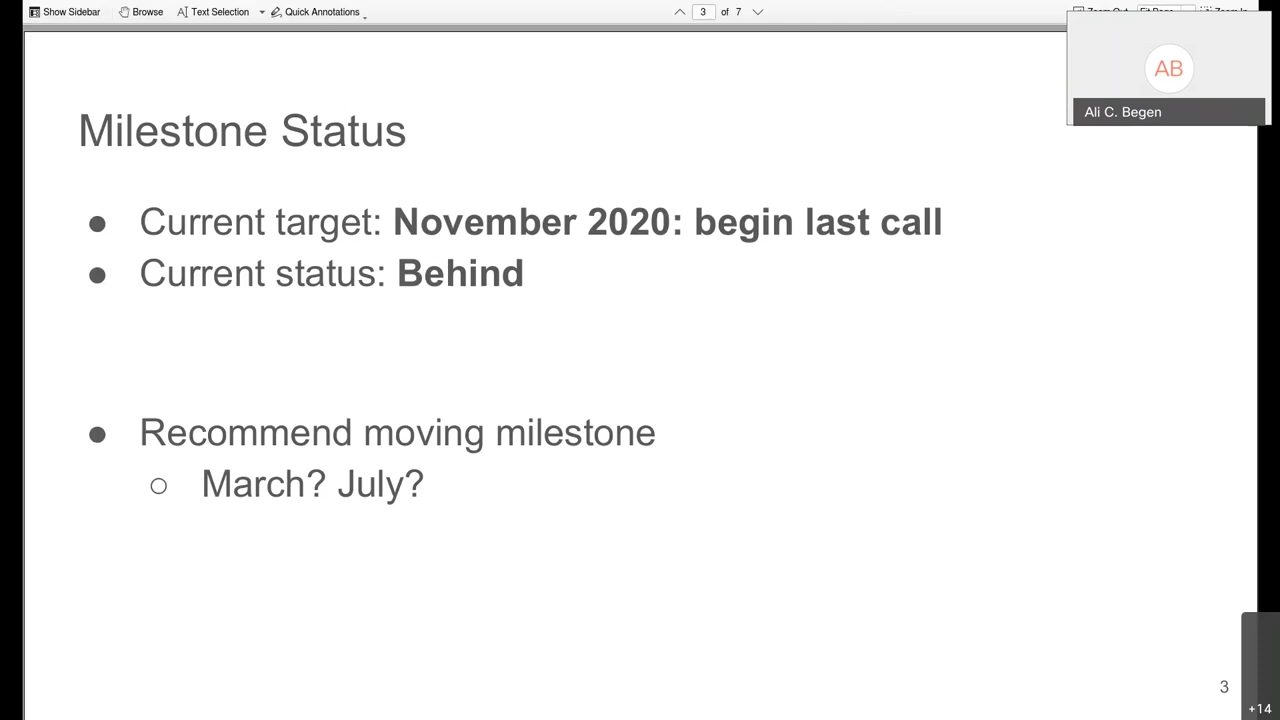 Show Sidebar Browse Text Selection Quick Annotations 3 of 7
AB
Ali C. Begen
Milestone Status
● Current target: November 2020: begin last call
● Current status: Behind
● Recommend moving milestone
○ March? July?
3
+14